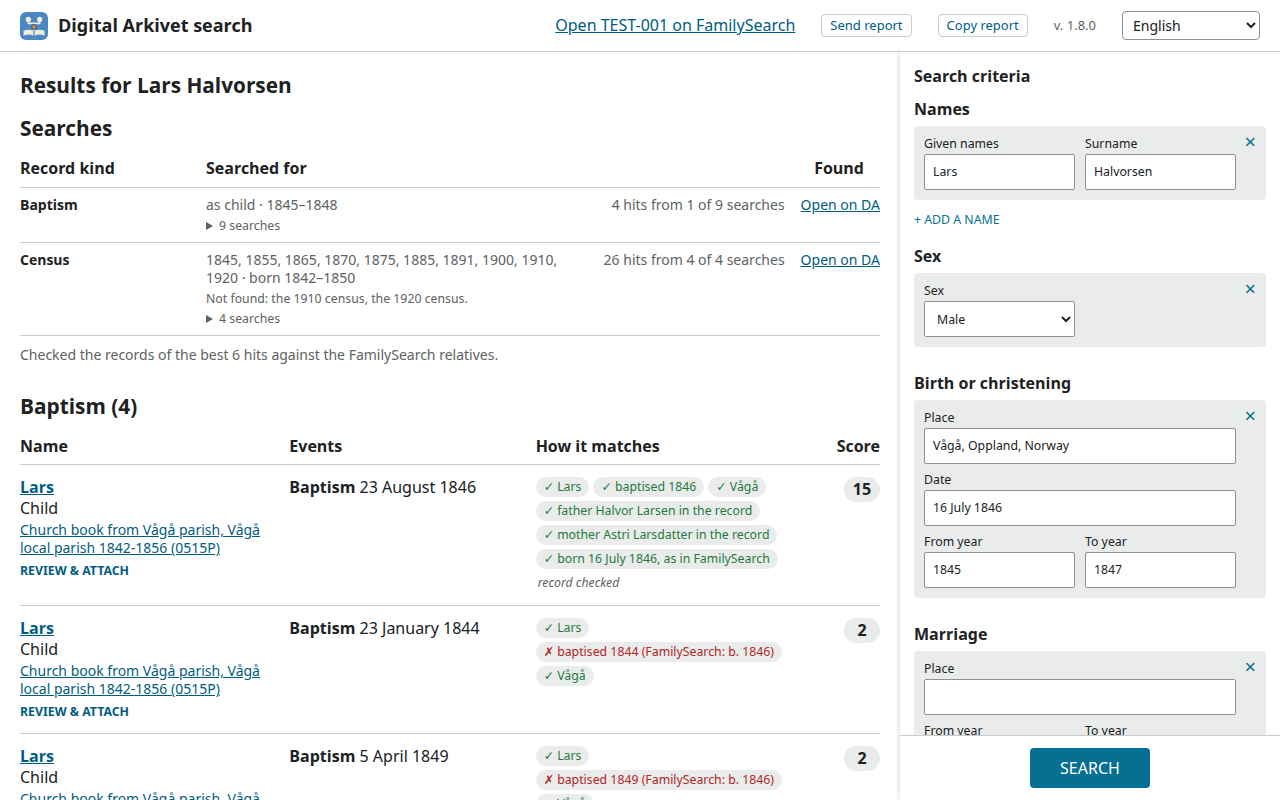 Digital Arkivet search
Open TEST-001 on FamilySearch
Send report
Copy report
v. 1.8.0
English
Results for Lars Halvorsen
Searches
Record kind Searched for Found
Baptism as child · 1845–1848 4 hits from 1 of 9 searches Open on DA
▶ 9 searches
Census 1845, 1855, 1865, 1870, 1875, 1885, 1891, 1900, 1910, 26 hits from 4 of 4 searches Open on DA
1920 · born 1842–1850
Not found: the 1910 census, the 1920 census.
▶ 4 searches
Checked the records of the best 6 hits against the FamilySearch relatives.
Baptism (4)
Name Events How it matches Score
Lars Baptism 23 August 1846 ✓ Lars ✓ baptised 1846 ✓ Vågå 15
Child ✓ father Halvor Larsen in the record
Church book from Vågå parish, Vågå ✓ mother Astri Larsdatter in the record
local parish 1842-1856 (0515P) ✓ born 16 July 1846, as in FamilySearch
REVIEW & ATTACH record checked
Lars Baptism 23 January 1844 ✓ Lars 2
Child ✗ baptised 1844 (FamilySearch: b. 1846)
Church book from Vågå parish, Vågå ✓ Vågå
local parish 1842-1856 (0515P)
REVIEW & ATTACH
Lars Baptism 5 April 1849 ✓ Lars 2
Child ✗ baptised 1849 (FamilySearch: b. 1846)
Church book from Vågå parish, Vågå
Search criteria
Names
Given names Surname ✕
Lars Halvorsen
+ ADD A NAME
Sex
Sex ✕
Male
Birth or christening
Place ✕
Vågå, Oppland, Norway
Date
16 July 1846
From year To year
1845 1847
Marriage
Place ✕
From year To year
SEARCH